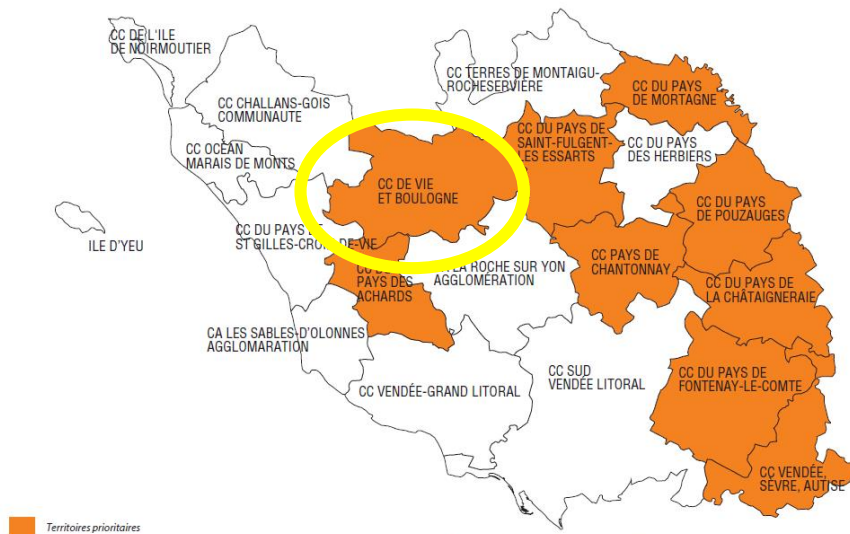 CC DE L'ILE
DE NOIRMOUTIER
CC TERRES DE MONTAIGU-
ROCHESERVIÈRE
CC DU PAYS
DE MORTAGNE
CC CHALLANS-GOIS
COMMUNAUTE
CC DU PAYS DE
SAINT-FULGENT-
LES ESSARTS
CC DU PAYS
DES HERBIERS
CC OCÉAN
MARAIS DE MONTS
CC DE VIE
ET BOULOGNE
CC DU PAYS
DE POUZAUGES
CC DU PAYS DE
ST GILLES-CROIX-DE-VIE
ILE D'YEU
CC PAYS DE
CHANTONNAY
LA ROCHE SUR YON
AGGLOMÉRATION
PAYS DES
ACHARDS
CC DU PAYS DE
LA CHÂTAIGNERAIE
CA LES SABLES-D'OLONNES
AGGLOMARATION
CC VENDÉE-GRAND LITORAL
CC SUD
VENDÉE LITORAL
CC DU PAYS DE
FONTENAY-LE-COMTE
CC VENDÉE,
SÈVRE, AUTISE
Territoires prioritaires